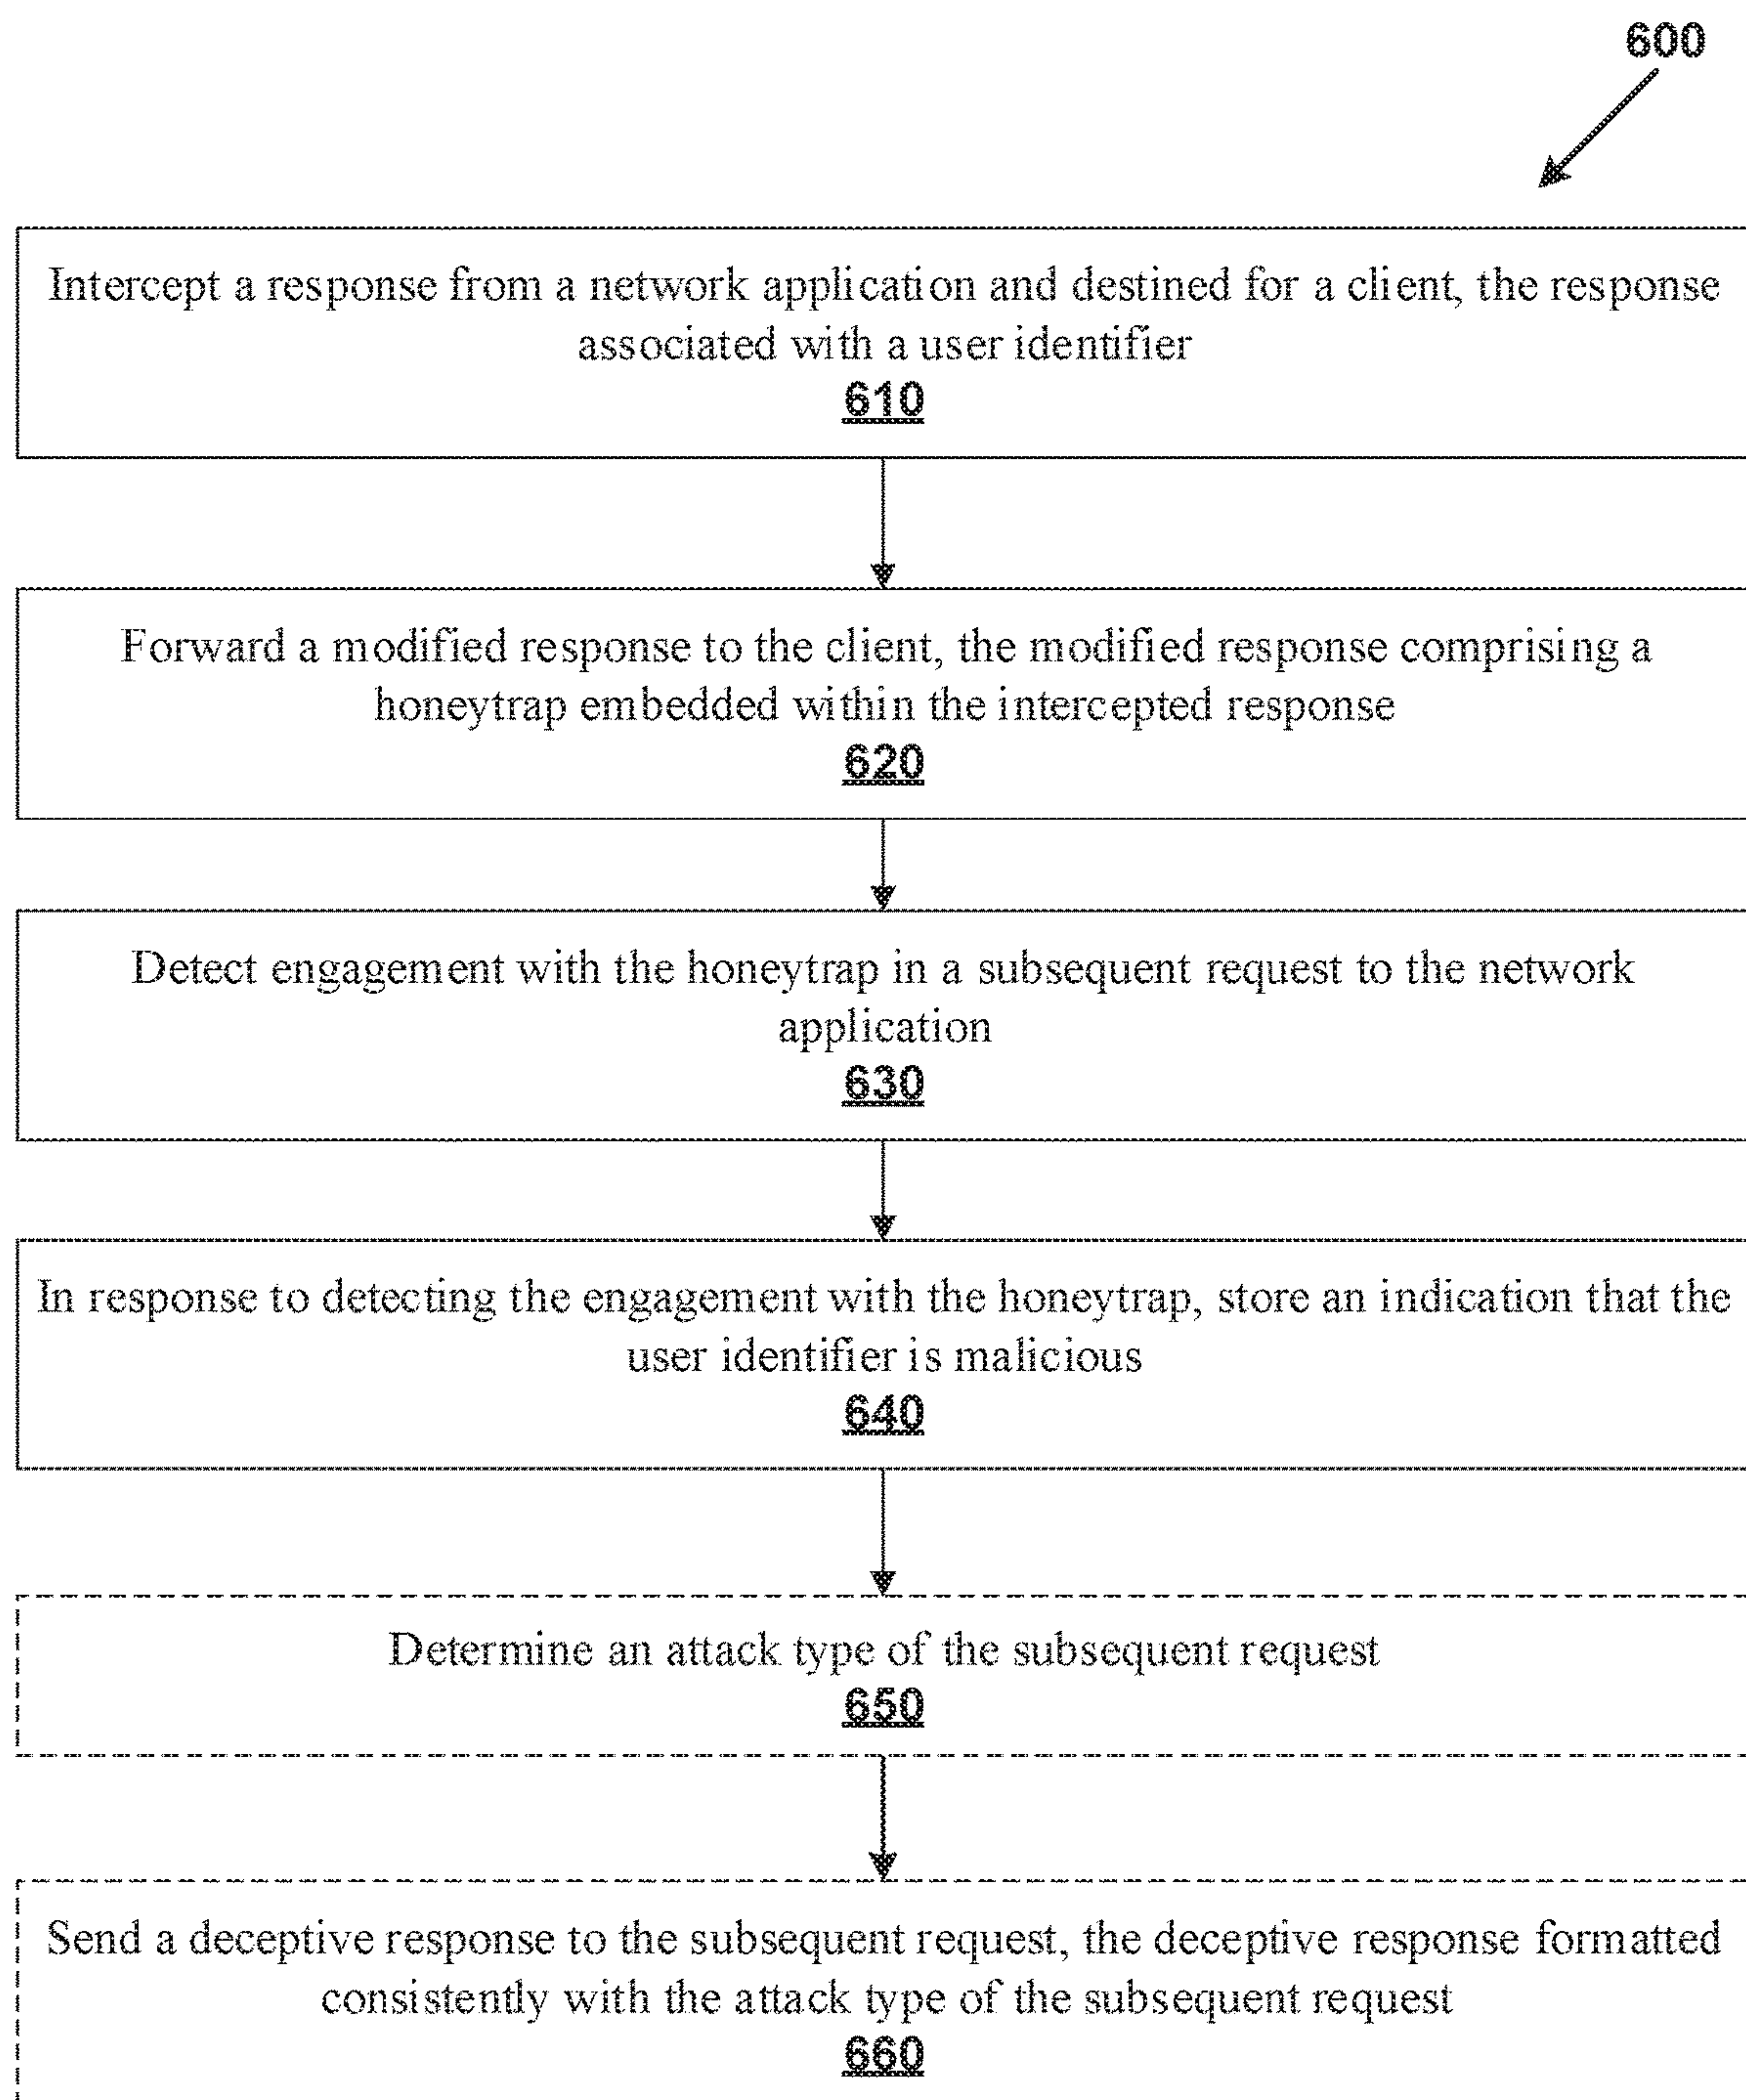 600
Intercept a response from a network application and destined for a client, the response
associated with a user identifier
610
Forward a modified response to the client, the modified response comprising a
honeytrap embedded within the intercepted response
620
Detect engagement with the honeytrap in a subsequent request to the network
application
630
In response to detecting the engagement with the honeytrap, store an indication that the
user identifier is malicious
640
Determine an attack type of the subsequent request
650
Send a deceptive response to the subsequent request, the deceptive response formatted
consistently with the attack type of the subsequent request
660